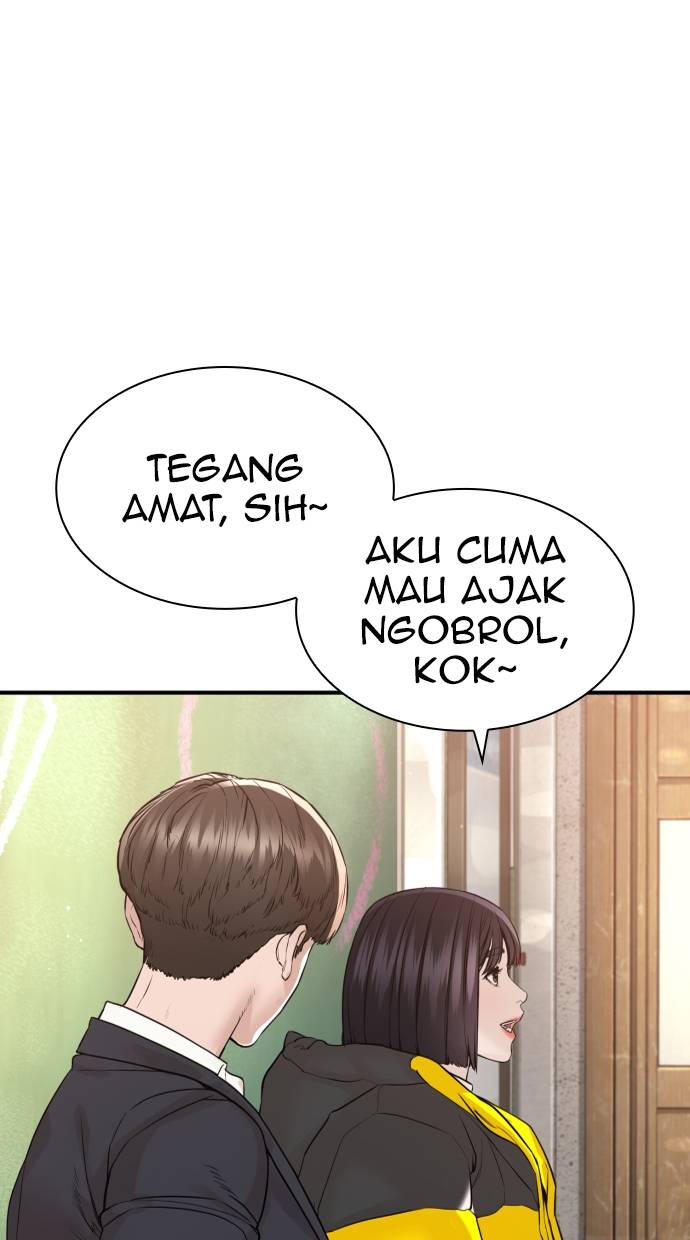 TEGANG
AMAT, SIH~
AKU CUMA
MAU AJAK
NGOBROL,
KOK~